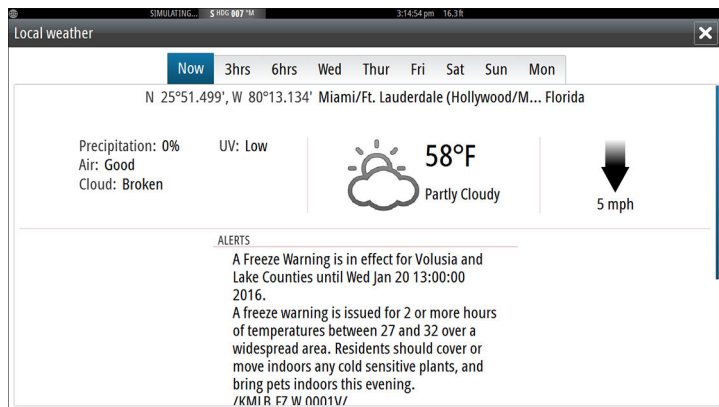 SIMULATING... S HDG 007 °M 3:14:54 pm 16.3 ft
Local weather
Now 3hrs 6hrs Wed Thur Fri Sat Sun Mon
N 25°51.499', W 80°13.134' Miami/Ft. Lauderdale (Hollywood/M... Florida
Precipitation: 0% UV: Low
Air: Good
Cloud: Broken
58°F
Partly Cloudy
5 mph
ALERTS
A Freeze Warning is in effect for Volusia and
Lake Counties until Wed Jan 20 13:00:00
2016.
A freeze warning is issued for 2 or more hours
of temperatures between 27 and 32 over a
widespread area. Residents should cover or
move indoors any cold sensitive plants, and
bring pets indoors this evening.
/KMLB.FZ.W.0001V/